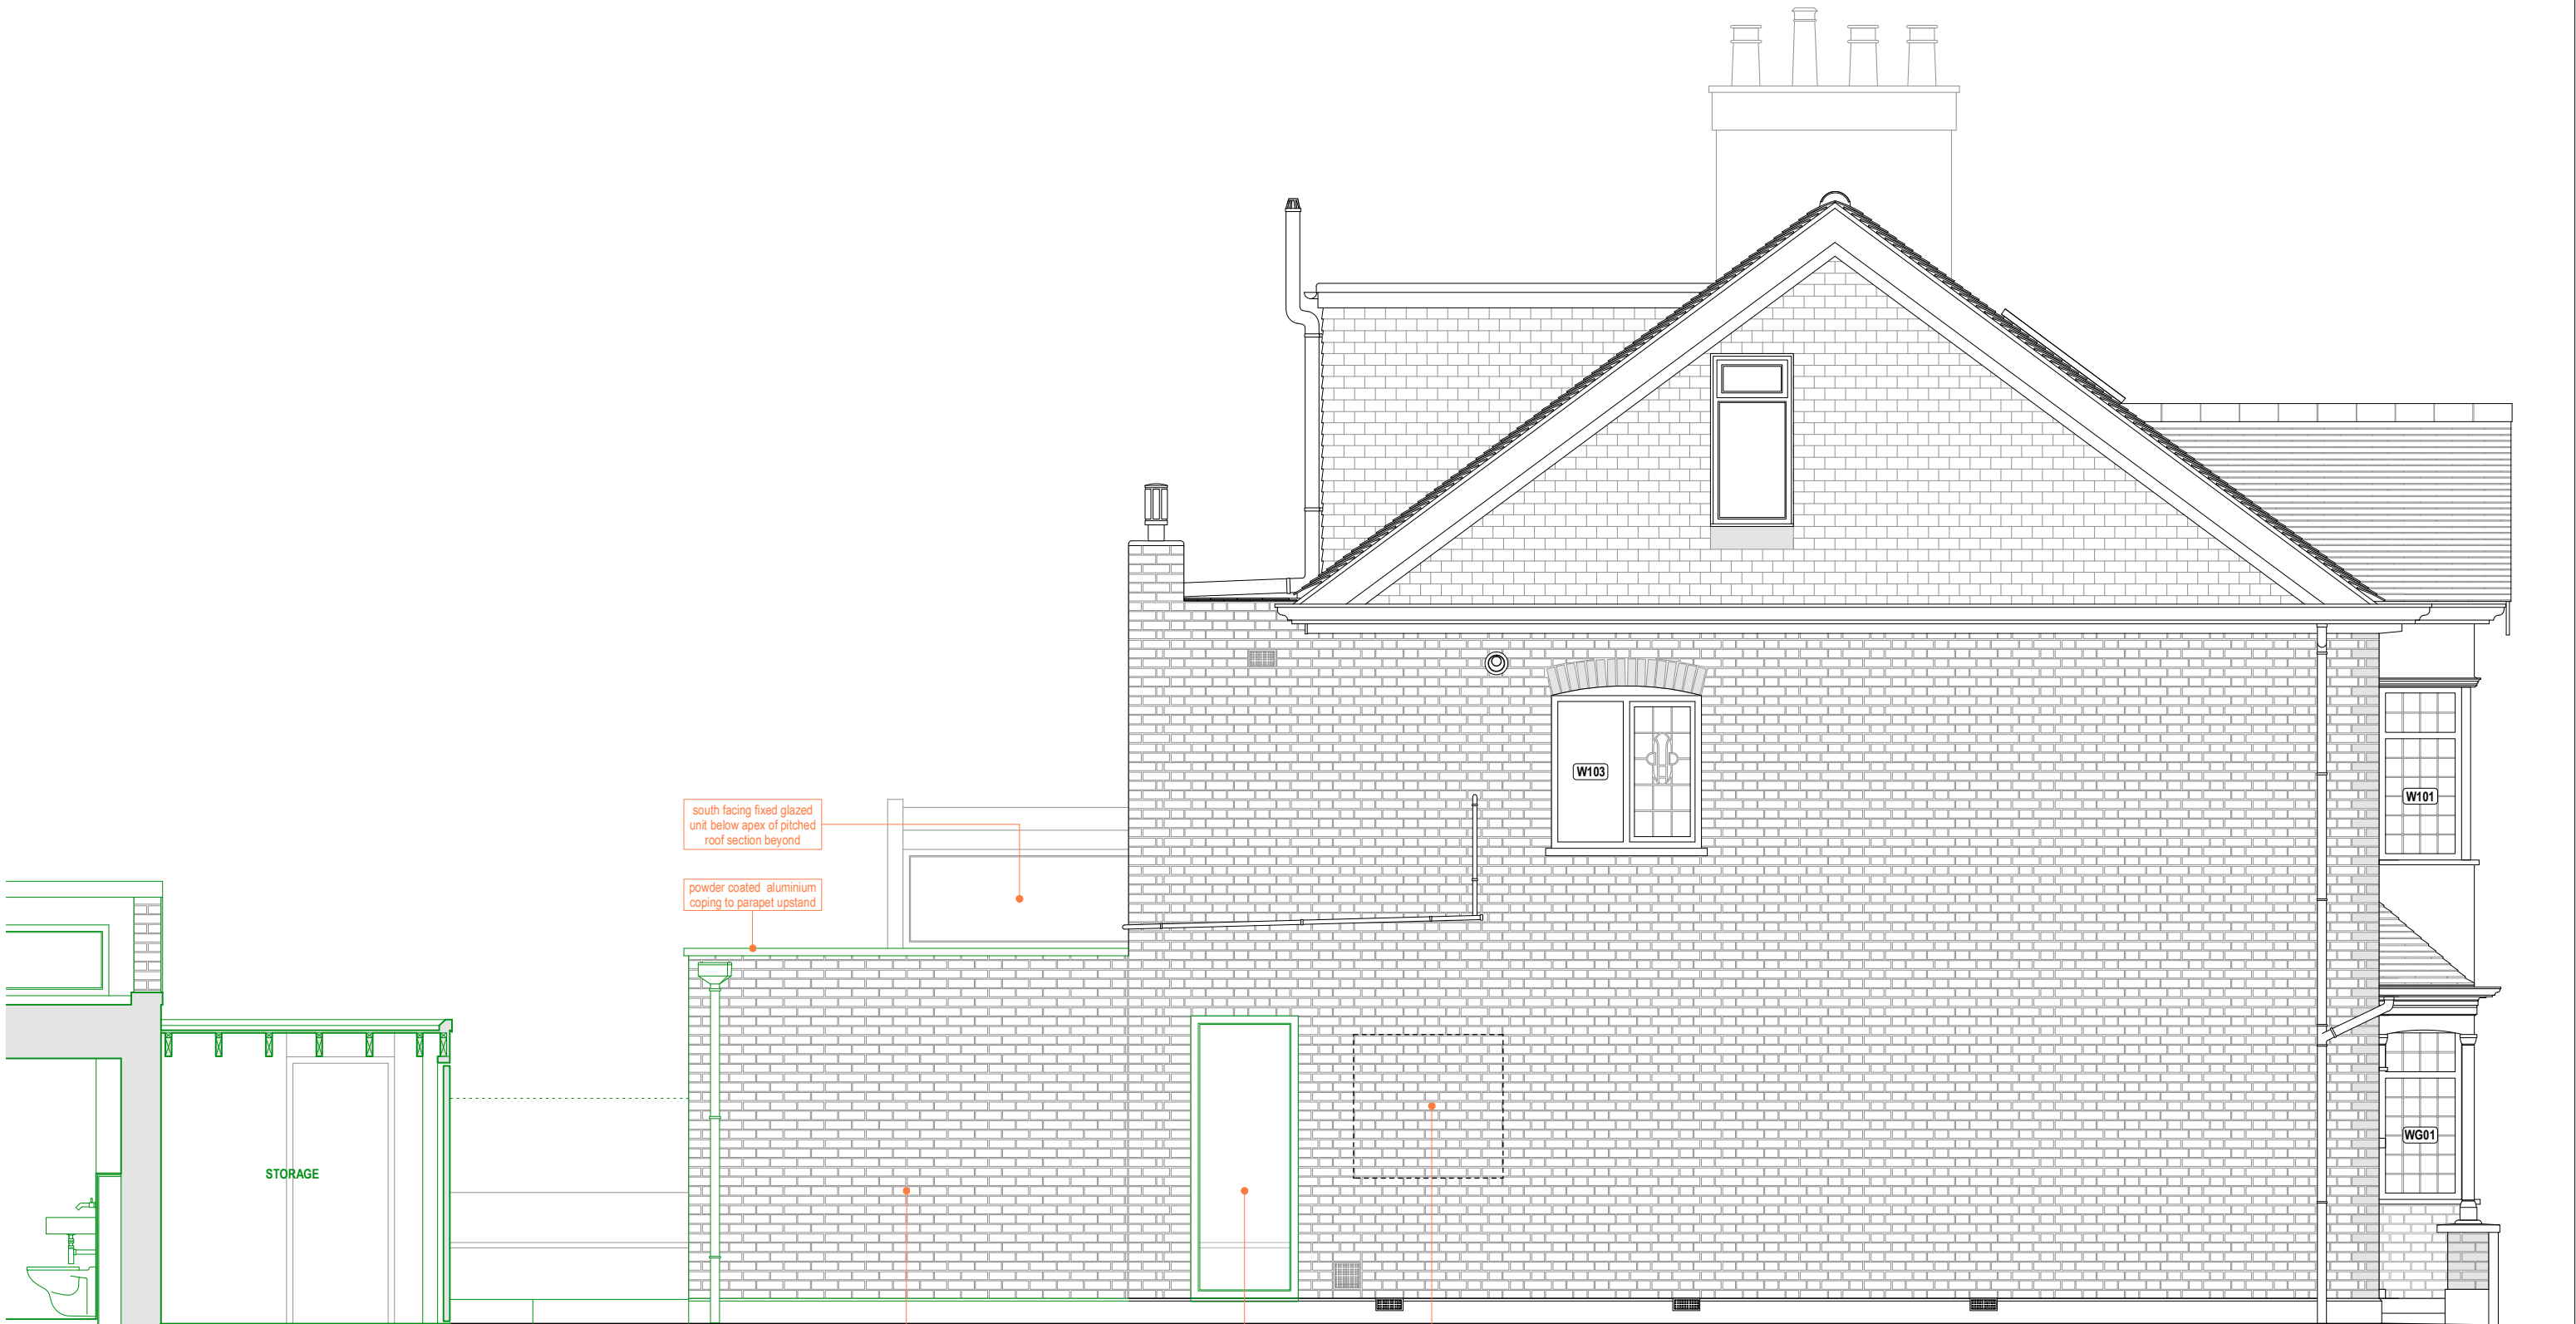 W103
W101
south facing fixed glazed
unit below apex of pitched
roof section beyond
powder coated aluminium
coping to parapet upstand
WG01
STORAGE